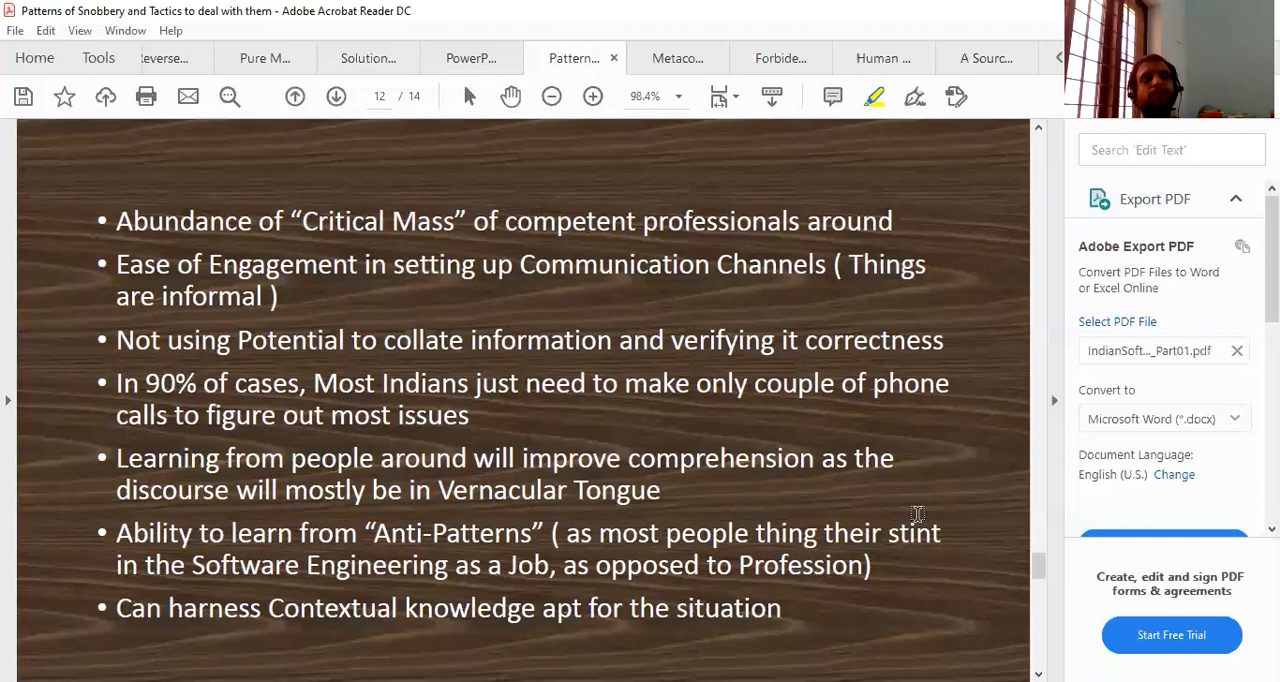 Patterns of Snobbery and Tactics to deal with them - Adobe Acrobat Reader DC
File Edit View Window Help
Home Tools everse... Pure M... Solution... PowerP... Pattern... × Metaco... Forbide... Human ... A Sourc...
12 / 14 98.4%
• Abundance of “Critical Mass” of competent professionals around
• Ease of Engagement in setting up Communication Channels ( Things
are informal )
• Not using Potential to collate information and verifying it correctness
• In 90% of cases, Most Indians just need to make only couple of phone
calls to figure out most issues
• Learning from people around will improve comprehension as the
discourse will mostly be in Vernacular Tongue
• Ability to learn from “Anti-Patterns” ( as most people thing their stint
in the Software Engineering as a Job, as opposed to Profession)
• Can harness Contextual knowledge apt for the situation
Search 'Edit Text'
Export PDF
Adobe Export PDF
Convert PDF Files to Word
or Excel Online
Select PDF File
IndianSoft..._Part01.pdf
Convert to
Microsoft Word (*.docx)
Document Language:
English (U.S.) Change
Create, edit and sign PDF
forms & agreements
Start Free Trial